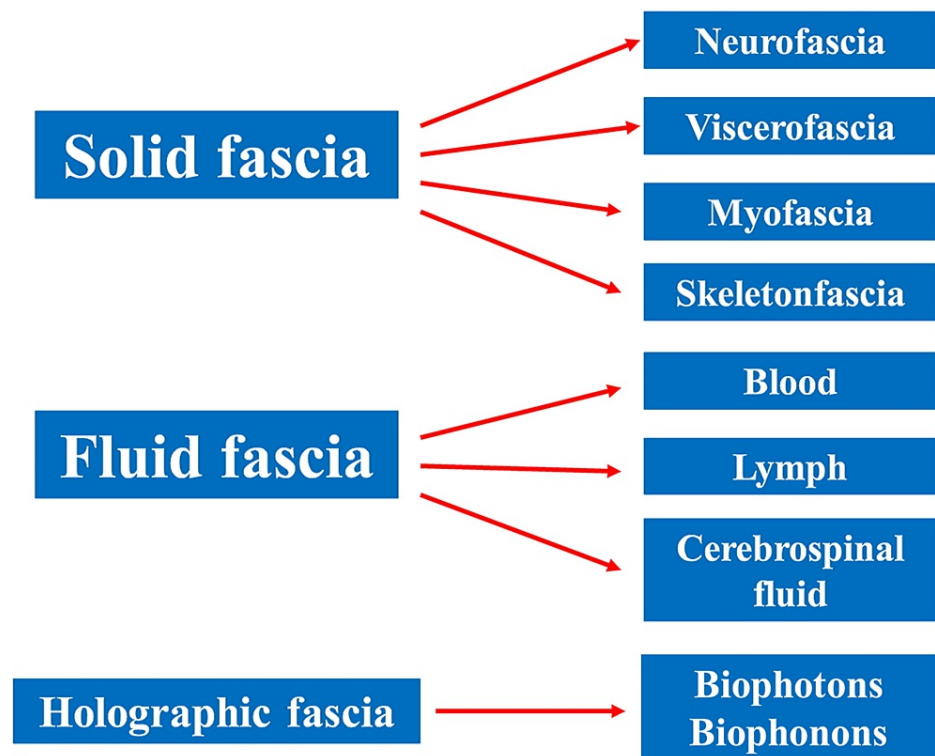 Solid fascia
Neurofascia
Viscerofascia
Myofascia
Skeletonfascia
Fluid fascia
Blood
Lymph
Cerebrospinal
fluid
Holographic fascia
Biophotons
Biophonons